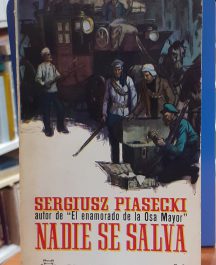 SERGIUSZ PIASECKI
autor de "El enamorado de la Osa Mayor"
NADIE SE SALVA